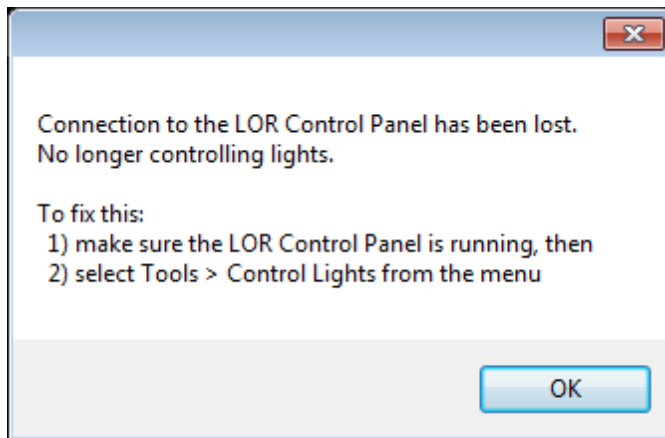 Connection to the LOR Control Panel has been lost.
No longer controlling lights.
To fix this:
1) make sure the LOR Control Panel is running, then
2) select Tools > Control Lights from the menu
OK